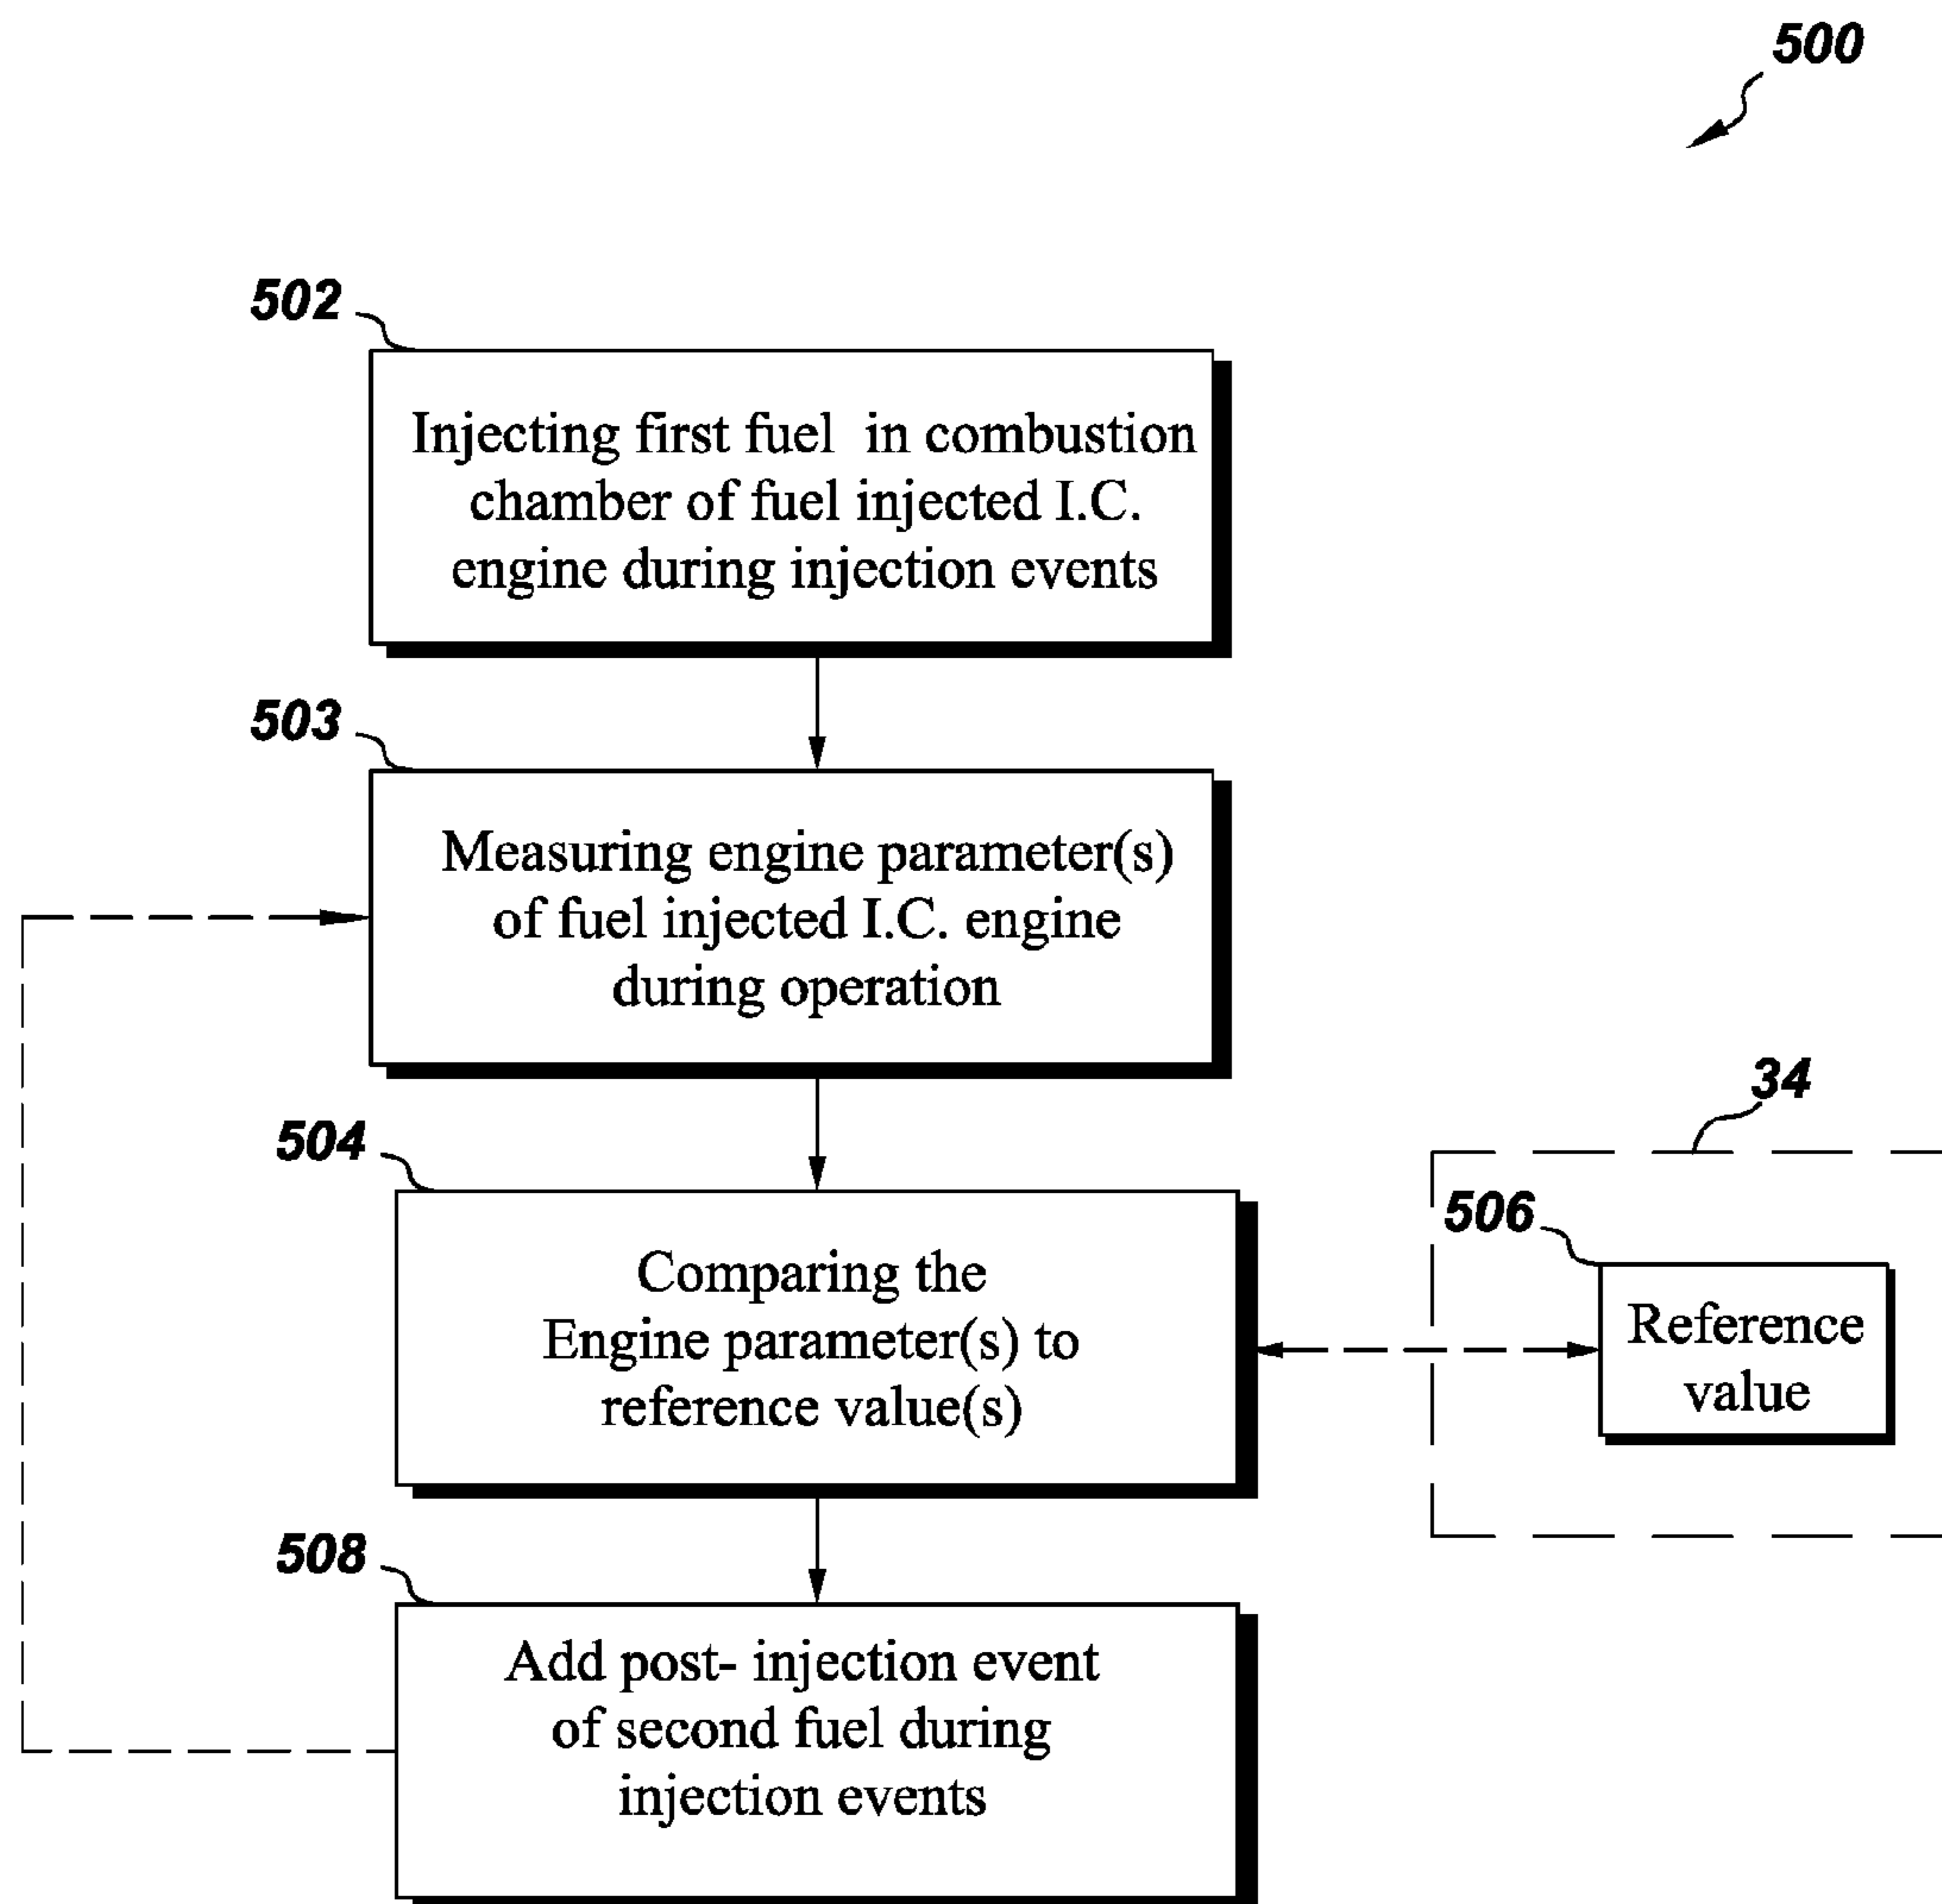 500
502
Injecting first fuel in combustion
chamber of fuel injected I.C.
engine during injection events
503
Measuring engine parameter(s)
of fuel injected I.C. engine
during operation
34
504
506
Comparing the
Engine parameter(s) to
reference value(s)
Reference
value
508
Add post- injection event
of second fuel during
injection events